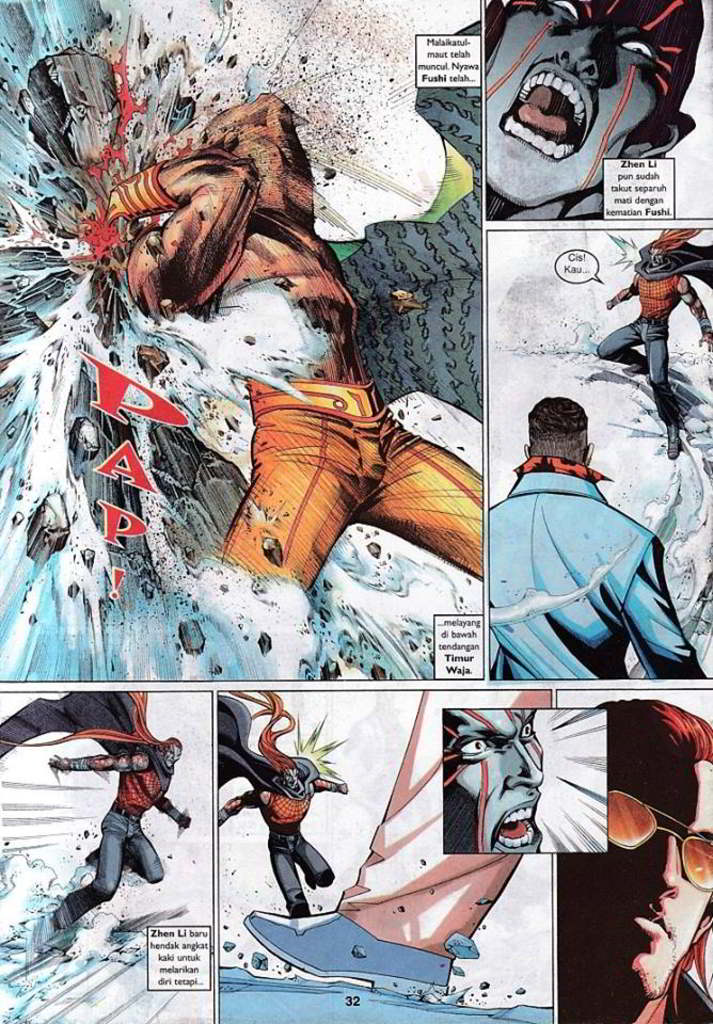 Malaikatul-
maut telah
muncul. Nyawa
Fushi telah...
PAP!
...melayang
di bawah
tendangan
Timur
Waja.
Zhen Li
pun sudah
takut separuh
mati dengan
kematian Fushi.
Cis!
Kau...
Zhen Li baru
hendak angkat
kaki untuk
melarikan
diri tetapi...
32